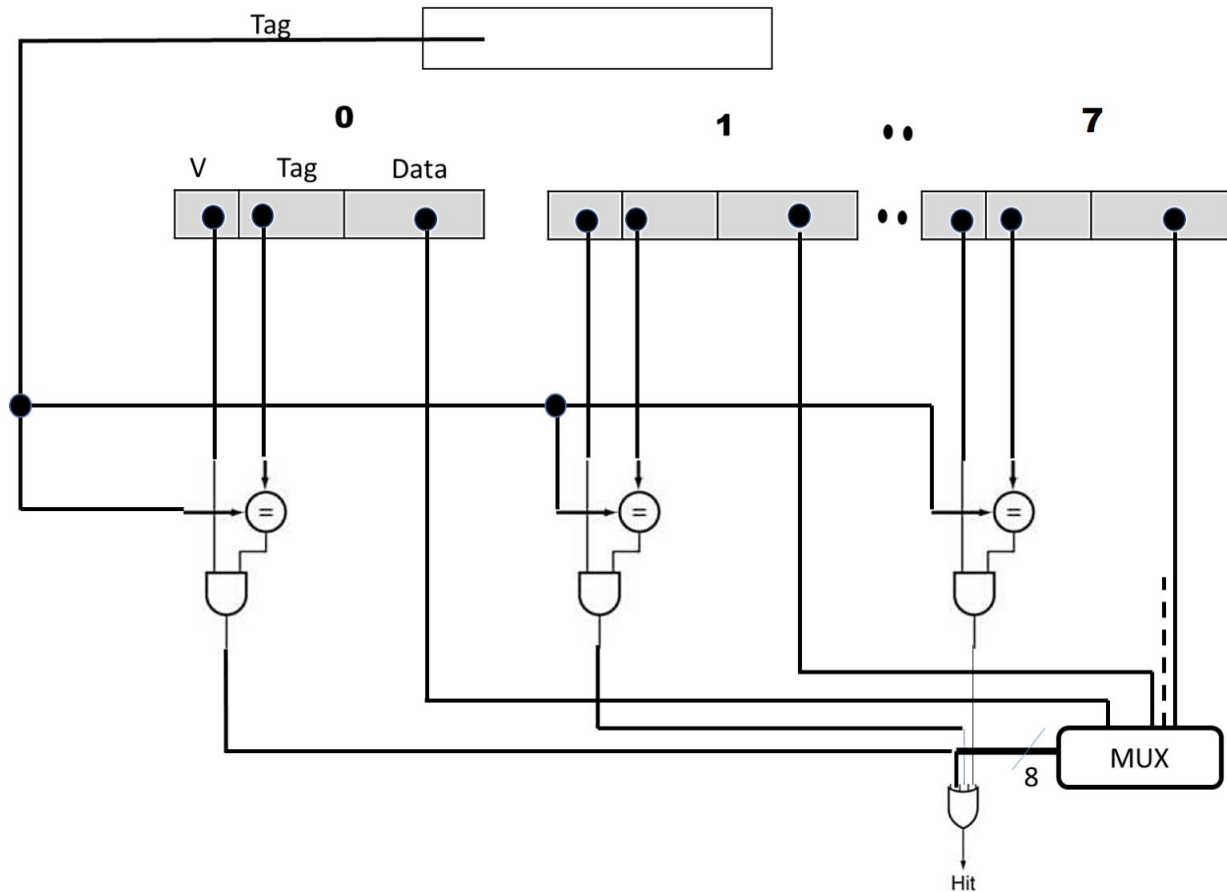 Tag
0 1 .. 7
V Tag Data
..
= = =
MUX
8
Hit